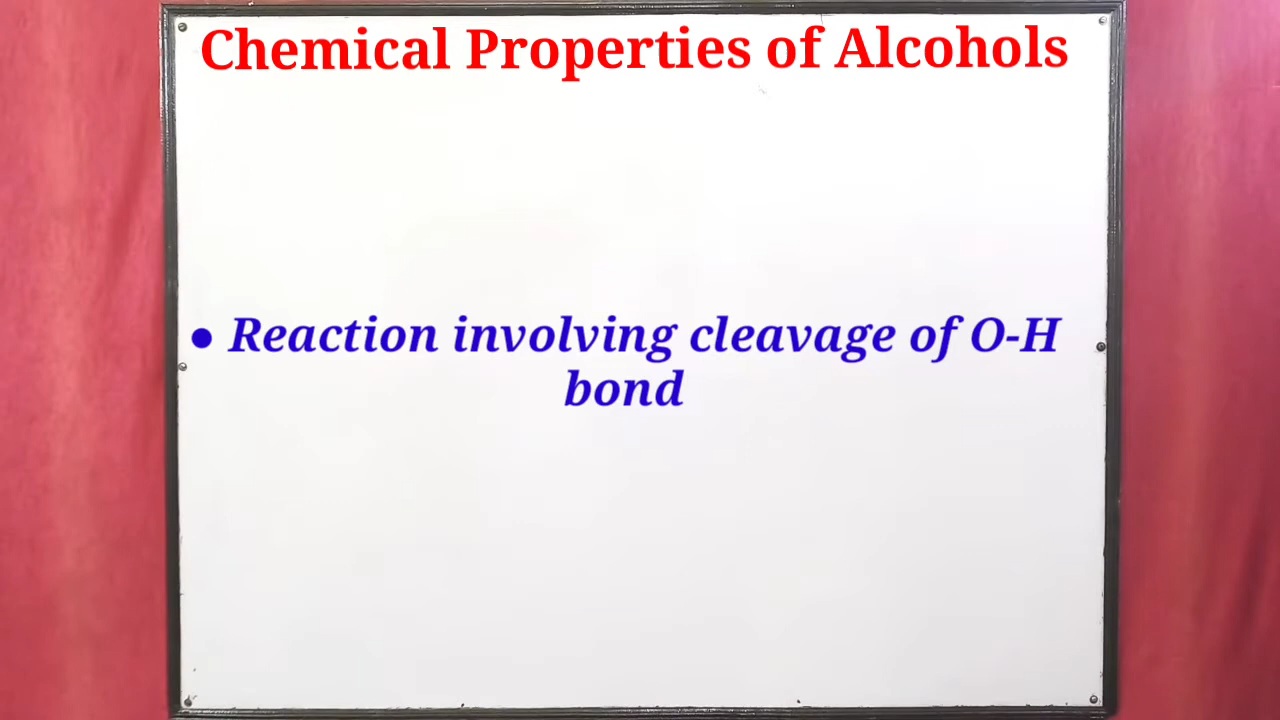 Chemical Properties of Alcohols
● Reaction involving cleavage of O-H
bond